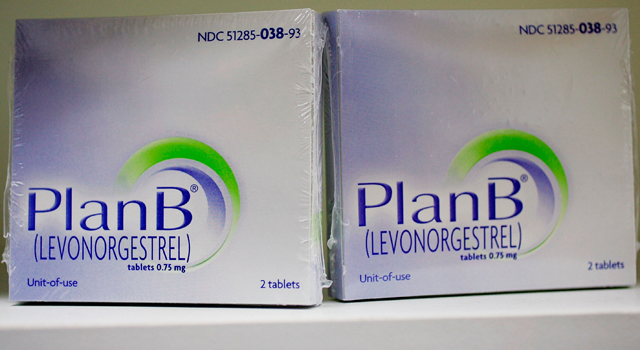 NDC 51285-038-93
PlanB®
(LEVONORGESTREL)
tablets 0.75 mg
Unit-of-use
2 tablets
NDC 51285-038-93
PlanB®
(LEVONORGESTREL)
tablets 0.75 mg
Unit-of-use
2 tablets